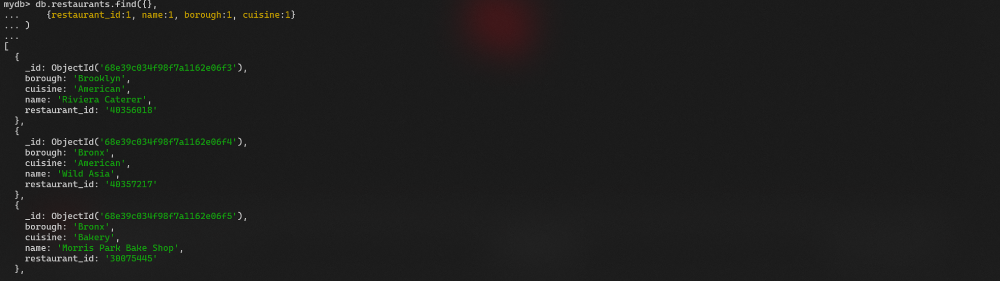 mydb> db.restaurants.find({},
...     {restaurant_id:1, name:1, borough:1, cuisine:1}
... )
...
[
  {
    _id: ObjectId('68e39c034f98f7a1162e06f3'),
    borough: 'Brooklyn',
    cuisine: 'American',
    name: 'Riviera Caterer',
    restaurant_id: '40356018'
  },
  {
    _id: ObjectId('68e39c034f98f7a1162e06f4'),
    borough: 'Bronx',
    cuisine: 'American',
    name: 'Wild Asia',
    restaurant_id: '40357217'
  },
  {
    _id: ObjectId('68e39c034f98f7a1162e06f5'),
    borough: 'Bronx',
    cuisine: 'Bakery',
    name: 'Morris Park Bake Shop',
    restaurant_id: '30075445'
  },